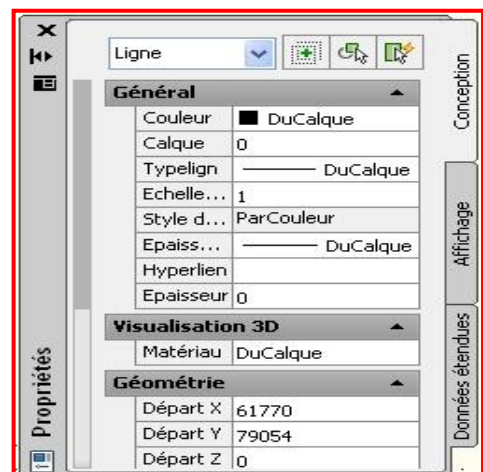 Ligne
Général
Couleur DuCalque
Calque 0
Typelign DuCalque
Echelle... 1
Style d... ParCouleur
Epaiss... DuCalque
Hyperlien
Epaisseur 0
Visualisation 3D
Matériau DuCalque
Géométrie
Départ X 61770
Départ Y 79054
Départ Z 0
Conception
Affichage
Données étendues
Propriétés